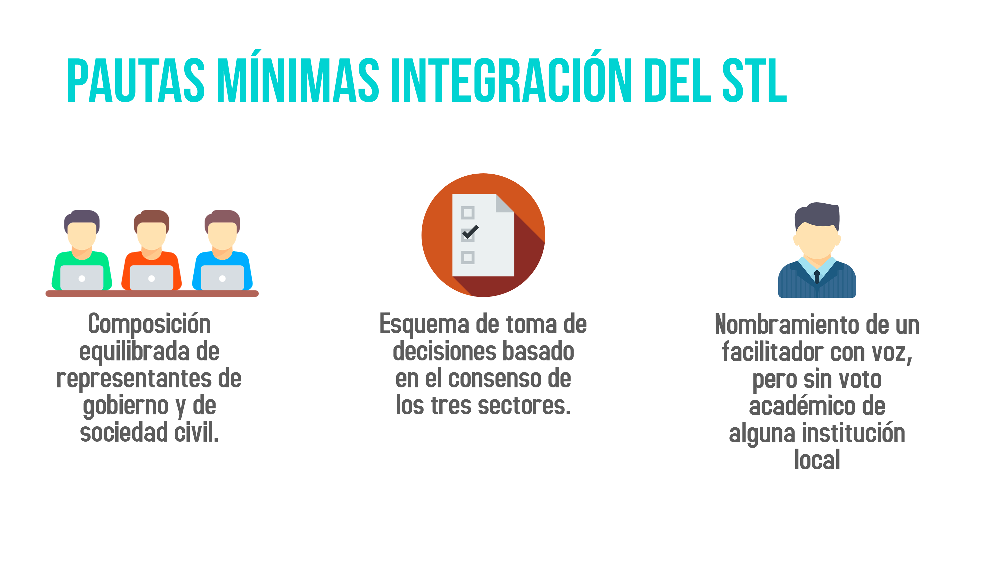 PAUTAS MÍNIMAS INTEGRACIÓN DEL STL
Composición
equilibrada de
representantes de
gobierno y de
sociedad civil.
Esquema de toma de
decisiones basado
en el consenso de
los tres sectores.
Nombramiento de un
facilitador con voz,
pero sin voto
académico de
alguna institución
local